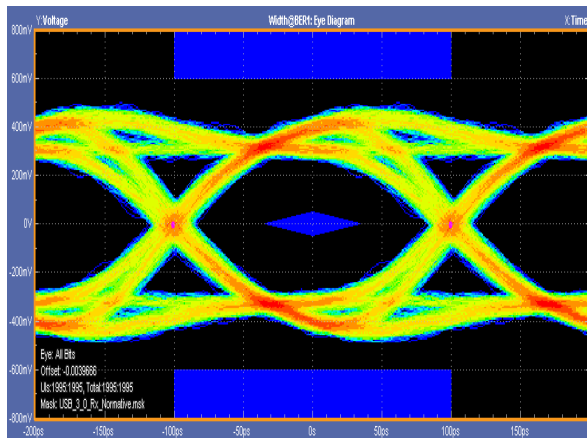 Y:Voltage Width@BER1: Eye Diagram X:Time
800mV
600mV
400mV
200mV
0V
-200mV
-400mV
-600mV
-800mV
Eye: All Bits
Offset: -0.0039666
UIs:1995:1995, Total:1995:1995
Mask: USB_3_0_Rx_Normative.msk
-200ps -150ps -100ps -50ps 0s 50ps 100ps 150ps